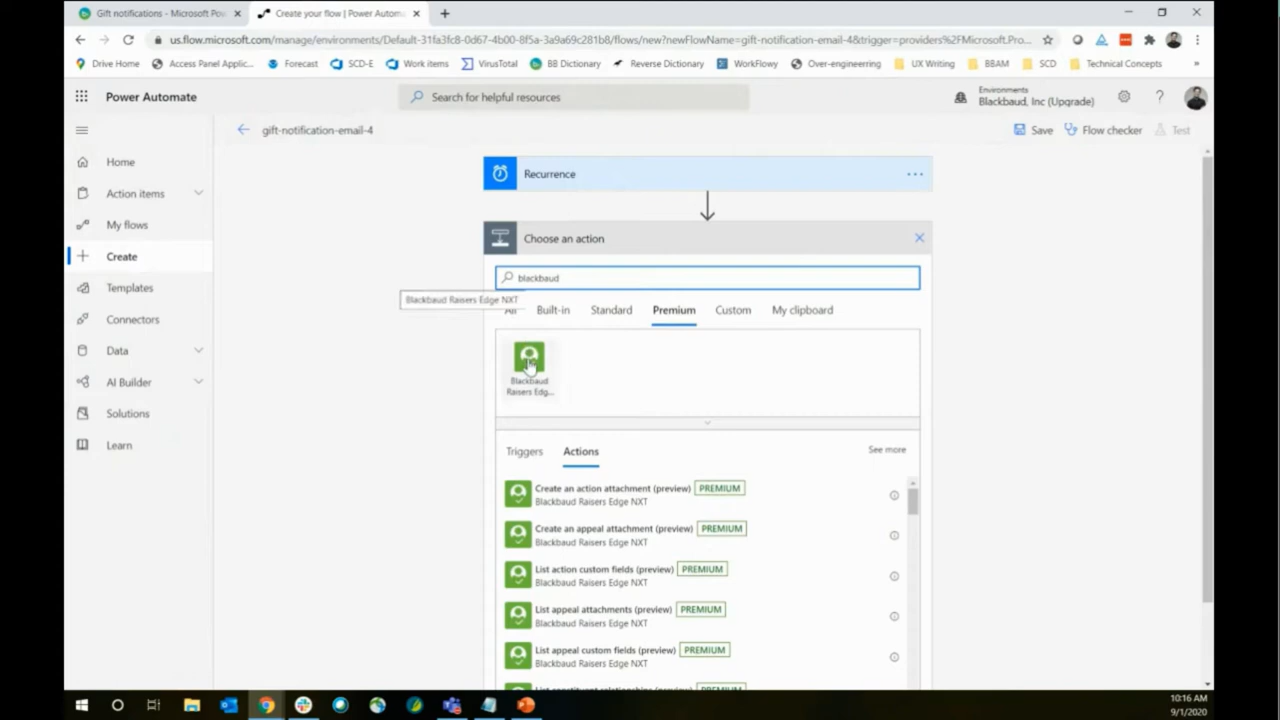 Gift notifications - Microsoft Pow
Create your flow | Power Automate
us.flow.microsoft.com/manage/environments/Default-31fa3fc8-0d67-4b00-8f5a-3a9a69c281b8/flows/new?newFlowName=gift-notification-email-4&trigger=providers%2FMicrosoft.Pro...
Drive Home
Access Panel Applic...
Forecast
SCD-E
Work items
VirusTotal
BB Dictionary
Reverse Dictionary
WorkFlowy
Over-engineering
UX Writing
BBAM
SCD
Technical Concepts
»
Power Automate
Search for helpful resources
Environments
Blackbaud, Inc (Upgrade)
gift-notification-email-4
Save
Flow checker
Test
Home
Action items
My flows
Create
Templates
Connectors
Data
AI Builder
Solutions
Learn
Recurrence
Choose an action
blackbaud
Blackbaud Raisers Edge NXT
All
Built-in
Standard
Premium
Custom
My clipboard
Blackbaud
Raisers Edg...
Triggers
Actions
See more
Create an action attachment (preview) PREMIUM
Blackbaud Raisers Edge NXT
Create an appeal attachment (preview) PREMIUM
Blackbaud Raisers Edge NXT
List action custom fields (preview) PREMIUM
Blackbaud Raisers Edge NXT
List appeal attachments (preview) PREMIUM
Blackbaud Raisers Edge NXT
List appeal custom fields (preview) PREMIUM
Blackbaud Raisers Edge NXT
List constituent relationships (preview) PREMIUM
10:16 AM
9/1/2020